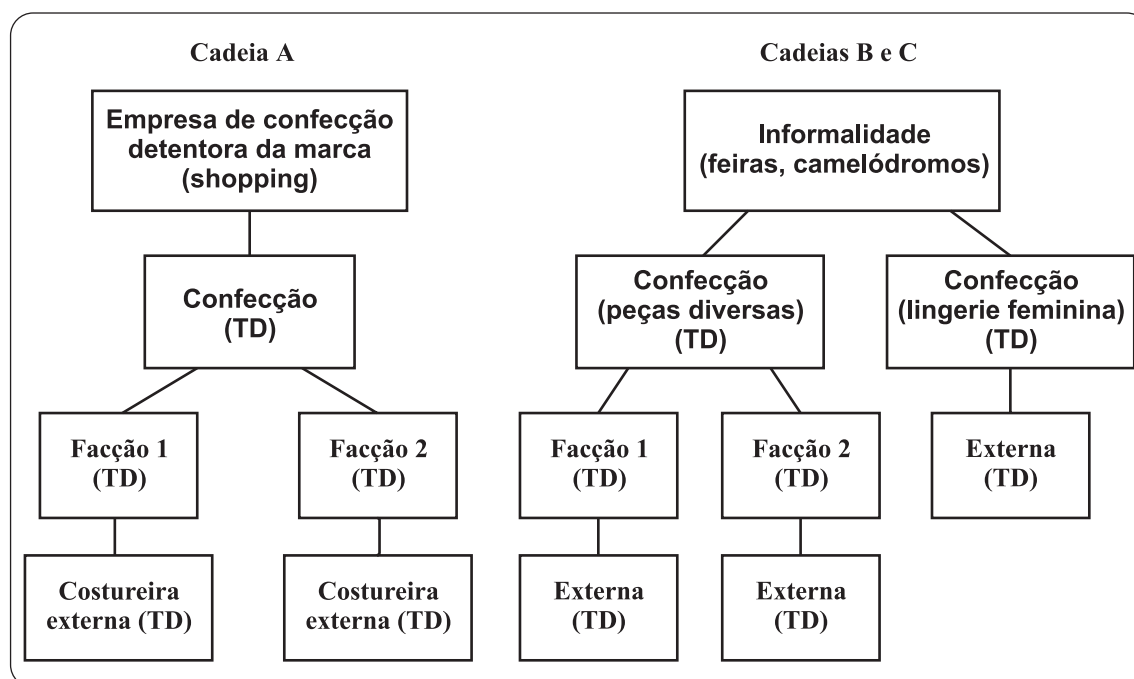 Cadeia A
Empresa de confecção
detentora da marca
(shopping)
Confecção
(TD)
Facção 1
(TD)
Facção 2
(TD)
Costureira
externa (TD)
Costureira
externa (TD)
Cadeias B e C
Informalidade
(feiras, camelódromos)
Confecção
(peças diversas)
(TD)
Confecção
(lingerie feminina)
(TD)
Facção 1
(TD)
Facção 2
(TD)
Externa
(TD)
Externa
(TD)
Externa
(TD)